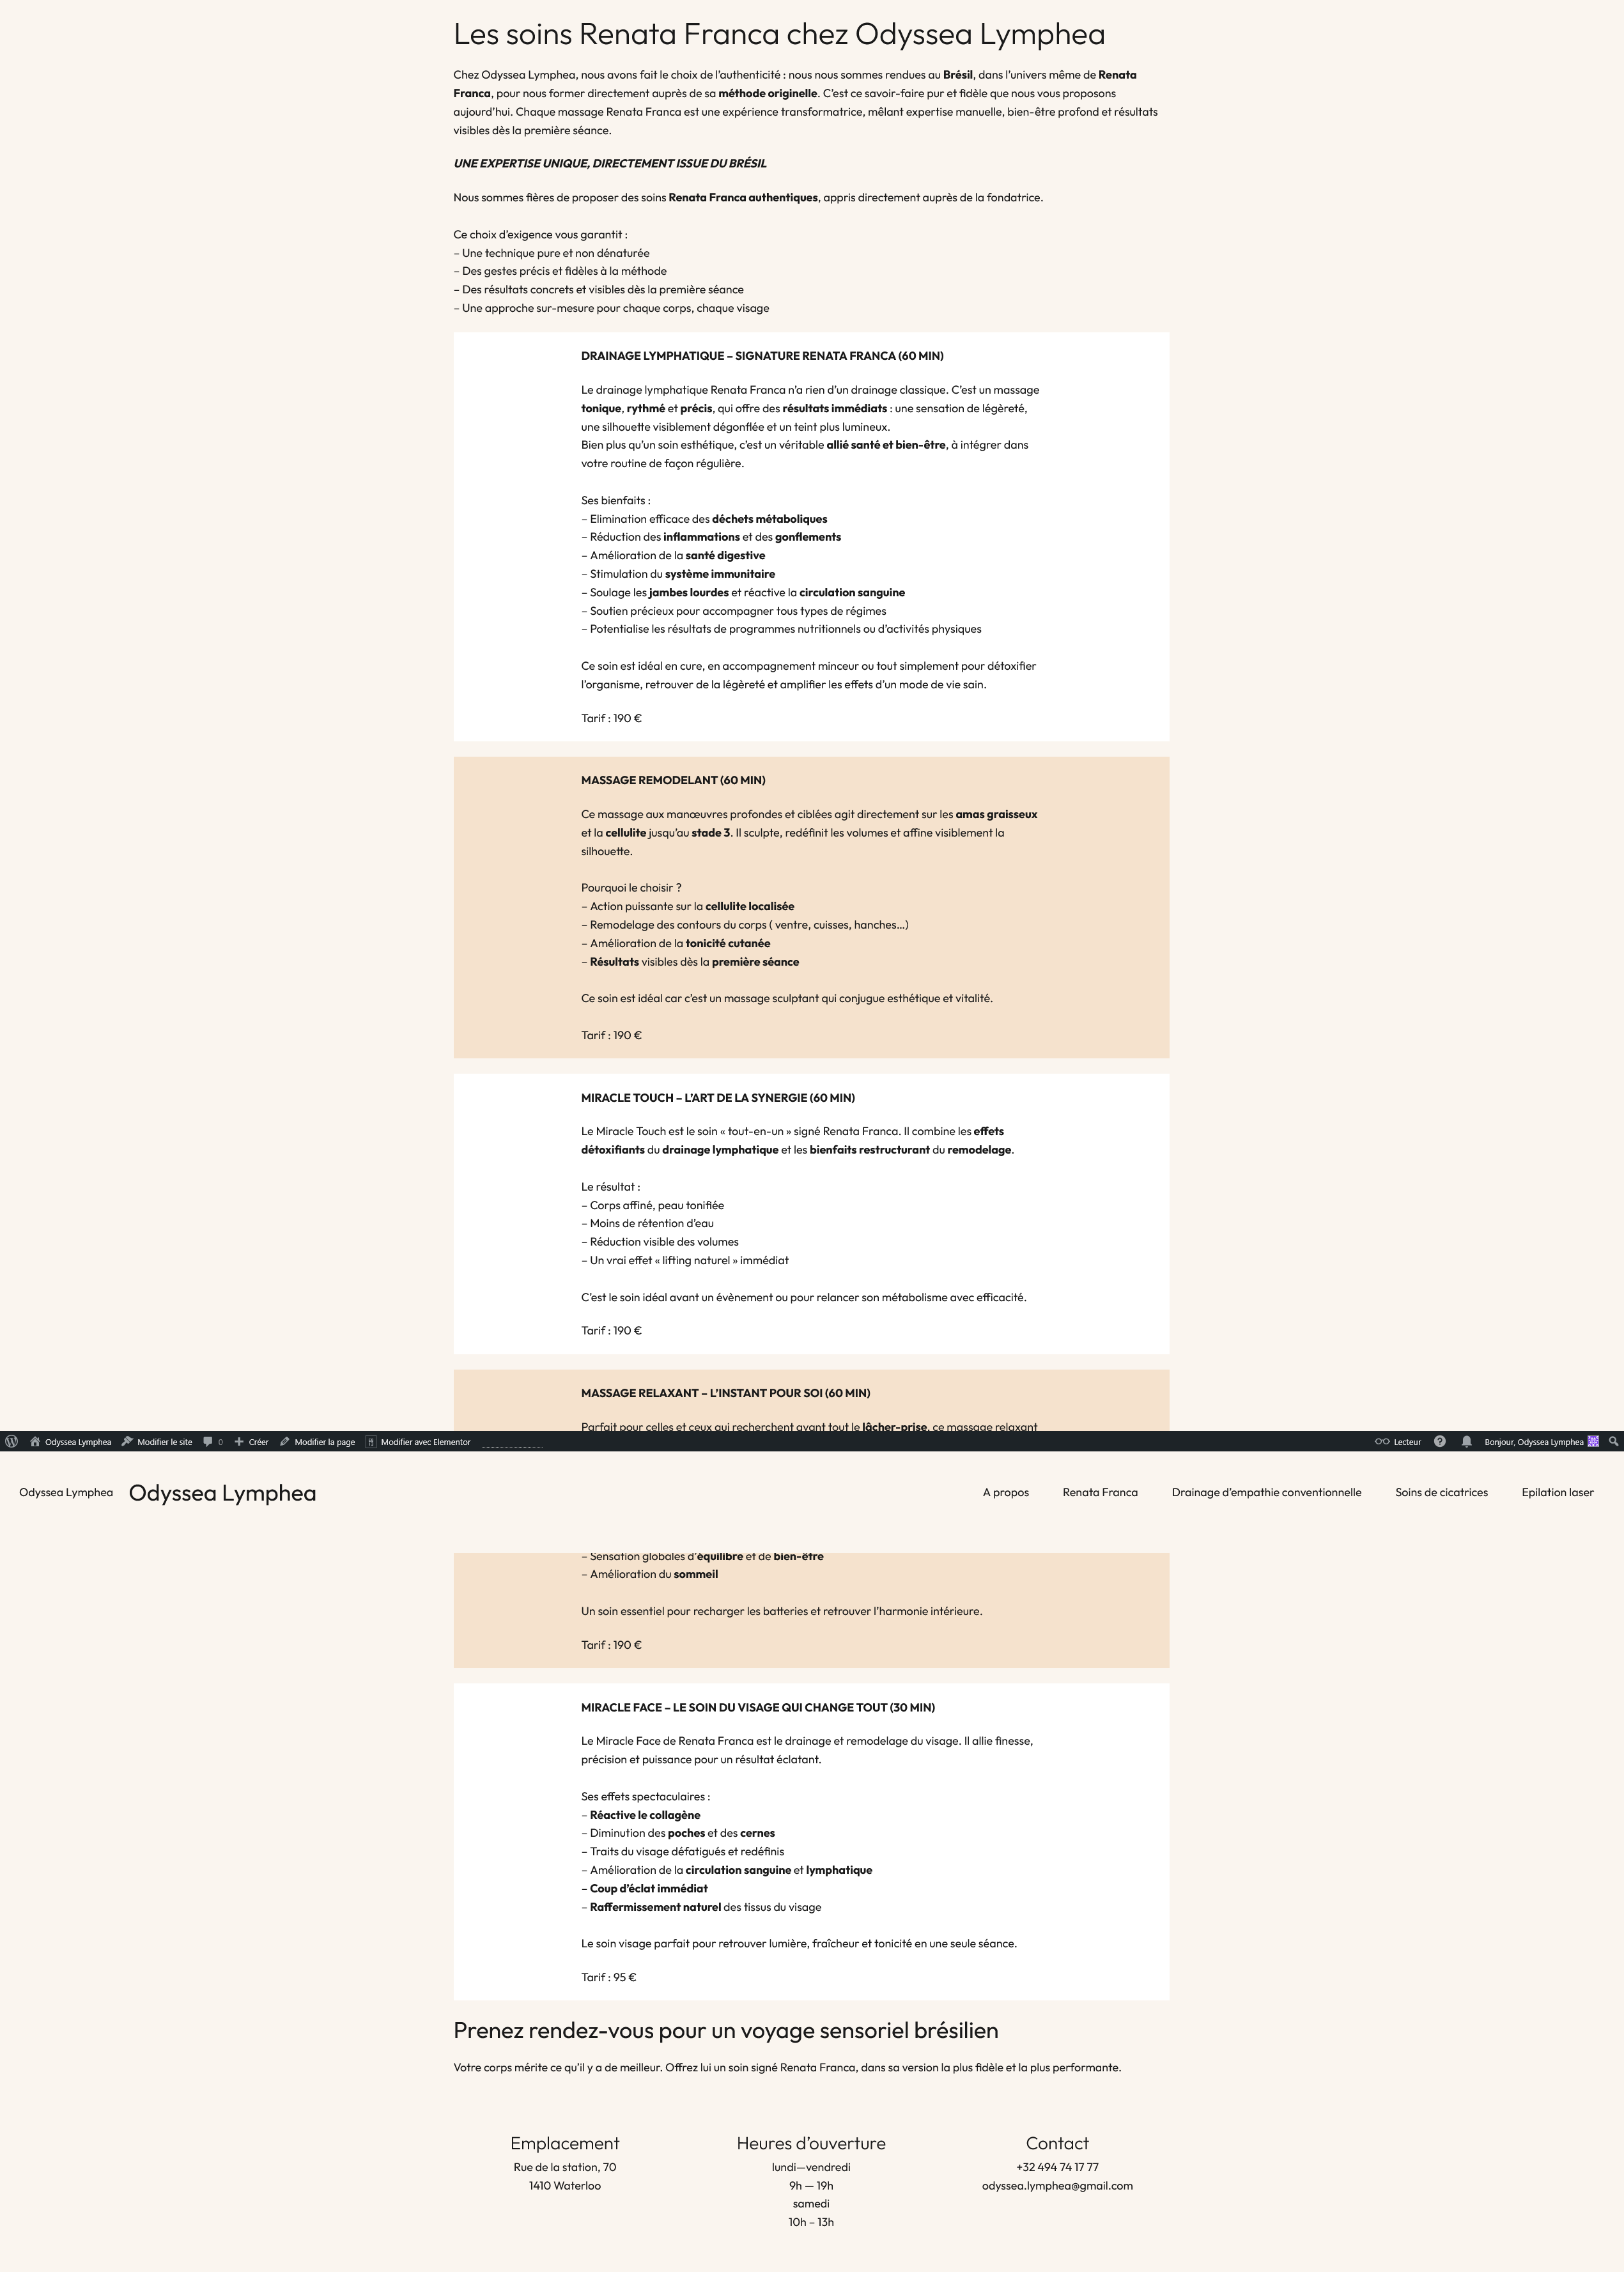 Les soins Renata Franca chez Odyssea Lymphea
Chez Odyssea Lymphea, nous avons fait le choix de l’authenticité : nous nous sommes rendues au Brésil, dans l’univers même de Renata
Franca, pour nous former directement auprès de sa méthode originelle. C’est ce savoir-faire pur et fidèle que nous vous proposons
aujourd’hui. Chaque massage Renata Franca est une expérience transformatrice, mêlant expertise manuelle, bien-être profond et résultats
visibles dès la première séance.
UNE EXPERTISE UNIQUE, DIRECTEMENT ISSUE DU BRÉSIL
Nous sommes fières de proposer des soins Renata Franca authentiques, appris directement auprès de la fondatrice.
Ce choix d’exigence vous garantit :
– Une technique pure et non dénaturée
– Des gestes précis et fidèles à la méthode
– Des résultats concrets et visibles dès la première séance
– Une approche sur-mesure pour chaque corps, chaque visage
DRAINAGE LYMPHATIQUE – SIGNATURE RENATA FRANCA (60 MIN)
Le drainage lymphatique Renata Franca n’a rien d’un drainage classique. C’est un massage
tonique, rythmé et précis, qui offre des résultats immédiats : une sensation de légèreté,
une silhouette visiblement dégonflée et un teint plus lumineux.
Bien plus qu’un soin esthétique, c’est un véritable allié santé et bien-être, à intégrer dans
votre routine de façon régulière.
Ses bienfaits :
– Elimination efficace des déchets métaboliques
– Réduction des inflammations et des gonflements
– Amélioration de la santé digestive
– Stimulation du système immunitaire
– Soulage les jambes lourdes et réactive la circulation sanguine
– Soutien précieux pour accompagner tous types de régimes
– Potentialise les résultats de programmes nutritionnels ou d’activités physiques
Ce soin est idéal en cure, en accompagnement minceur ou tout simplement pour détoxifier
l’organisme, retrouver de la légèreté et amplifier les effets d’un mode de vie sain.
Tarif : 190 €
MASSAGE REMODELANT (60 MIN)
Ce massage aux manœuvres profondes et ciblées agit directement sur les amas graisseux
et la cellulite jusqu’au stade 3. Il sculpte, redéfinit les volumes et affine visiblement la
silhouette.
Pourquoi le choisir ?
– Action puissante sur la cellulite localisée
– Remodelage des contours du corps ( ventre, cuisses, hanches…)
– Amélioration de la tonicité cutanée
– Résultats visibles dès la première séance
Ce soin est idéal car c’est un massage sculptant qui conjugue esthétique et vitalité.
Tarif : 190 €
MIRACLE TOUCH – L’ART DE LA SYNERGIE (60 MIN)
Le Miracle Touch est le soin « tout-en-un » signé Renata Franca. Il combine les effets
détoxifiants du drainage lymphatique et les bienfaits restructurant du remodelage.
Le résultat :
– Corps affiné, peau tonifiée
– Moins de rétention d’eau
– Réduction visible des volumes
– Un vrai effet « lifting naturel » immédiat
C’est le soin idéal avant un évènement ou pour relancer son métabolisme avec efficacité.
Tarif : 190 €
MASSAGE RELAXANT – L’INSTANT POUR SOI (60 MIN)
Parfait pour celles et ceux qui recherchent avant tout le lâcher-prise, ce massage relaxant
Odyssea Lymphea Modifier le site 0 Créer Modifier la page Modifier avec Elementor Lecteur Bonjour, Odyssea Lymphea
Odyssea Lymphea Odyssea Lymphea A propos Renata Franca Drainage d’empathie conventionnelle Soins de cicatrices Epilation laser
– Sensation globales d’équilibre et de bien-être
– Amélioration du sommeil
Un soin essentiel pour recharger les batteries et retrouver l’harmonie intérieure.
Tarif : 190 €
MIRACLE FACE – LE SOIN DU VISAGE QUI CHANGE TOUT (30 MIN)
Le Miracle Face de Renata Franca est le drainage et remodelage du visage. Il allie finesse,
précision et puissance pour un résultat éclatant.
Ses effets spectaculaires :
– Réactive le collagène
– Diminution des poches et des cernes
– Traits du visage défatigués et redéfinis
– Amélioration de la circulation sanguine et lymphatique
– Coup d’éclat immédiat
– Raffermissement naturel des tissus du visage
Le soin visage parfait pour retrouver lumière, fraîcheur et tonicité en une seule séance.
Tarif : 95 €
Prenez rendez-vous pour un voyage sensoriel brésilien
Votre corps mérite ce qu’il y a de meilleur. Offrez lui un soin signé Renata Franca, dans sa version la plus fidèle et la plus performante.
Emplacement
Rue de la station, 70
1410 Waterloo
Heures d’ouverture
lundi—vendredi
9h — 19h
samedi
10h – 13h
Contact
+32 494 74 17 77
odyssea.lymphea@gmail.com